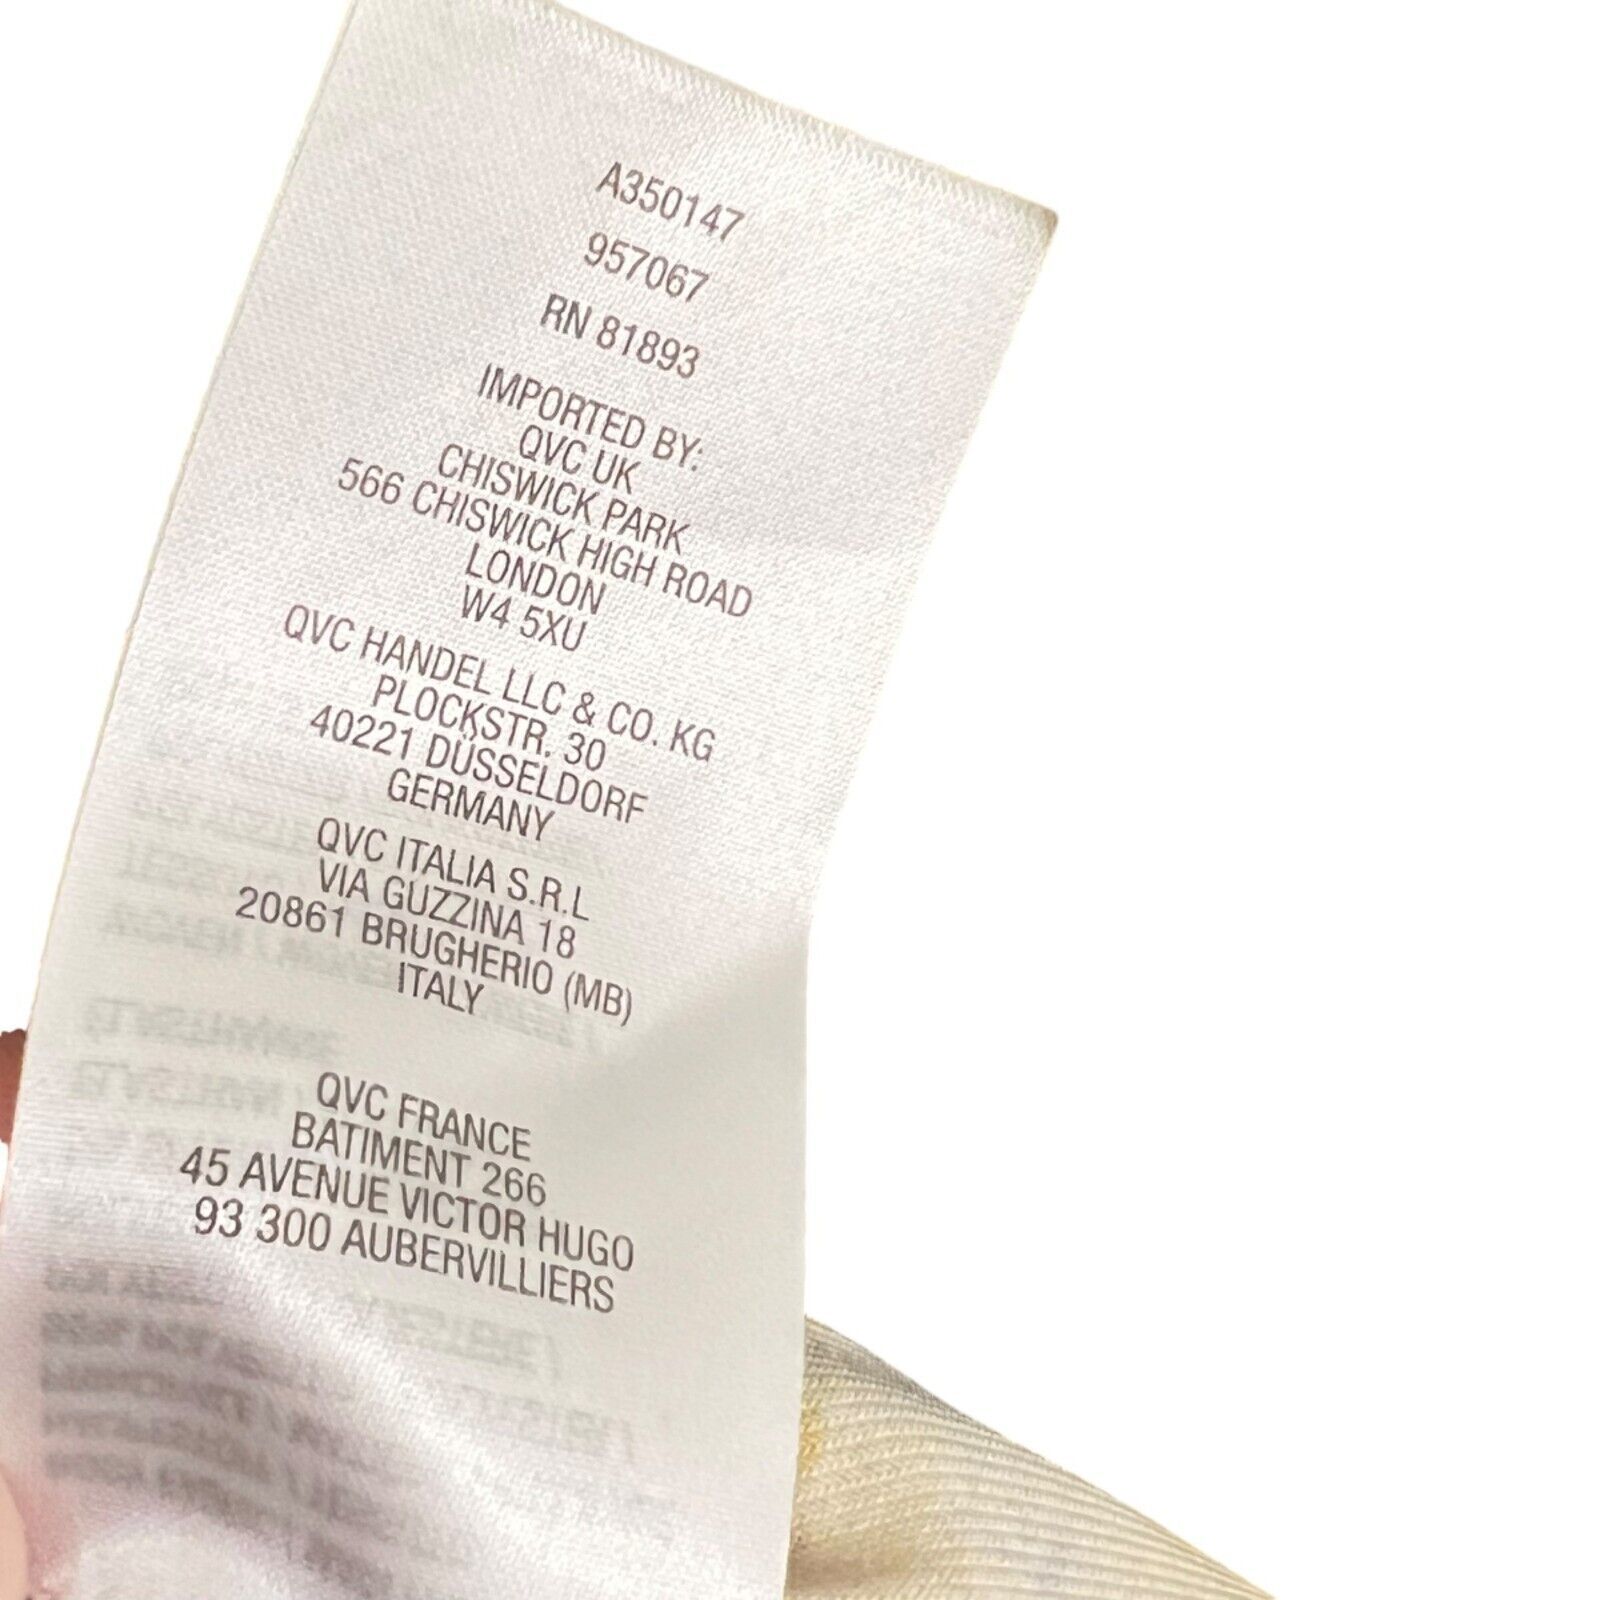 A350147
957067
RN 81893
IMPORTED BY:
QVC UK
CHISWICK PARK
566 CHISWICK HIGH ROAD
LONDON
W4 5XU
QVC HANDEL LLC & CO. KG
PLOCKSTR. 30
40221 DÜSSELDORF
GERMANY
QVC ITALIA S.R.L
VIA GUZZINA 18
20861 BRUGHERIO (MB)
ITALY
QVC FRANCE
BATIMENT 266
45 AVENUE VICTOR HUGO
93 300 AUBERVILLIERS